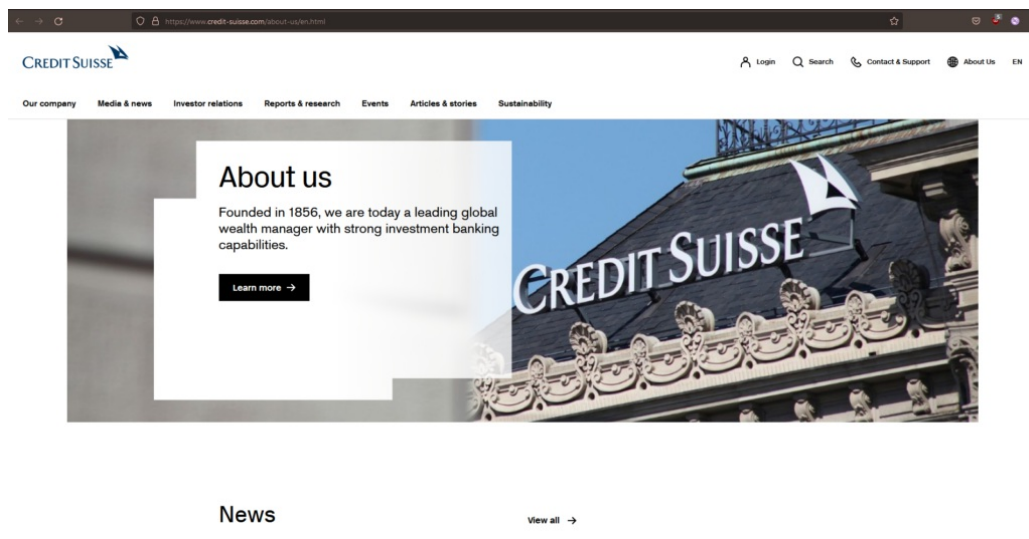 https://www.credit-suisse.com/about-us/en.html
CREDIT SUISSE
Login Search Contact & Support About Us EN
Our company Media & news Investor relations Reports & research Events Articles & stories Sustainability
About us
Founded in 1856, we are today a leading global
wealth manager with strong investment banking
capabilities.
Learn more →
CREDIT SUISSE
News
View all →